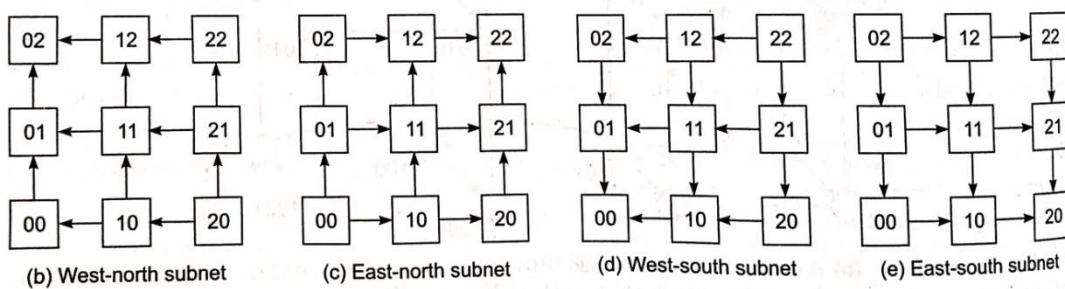 02 12 22 02 12 22 02 12 22 02 12 22
01 11 21 01 11 21 01 11 21 01 11 21
00 10 20 00 10 20 00 10 20 00 10 20
(b) West-north subnet (c) East-north subnet (d) West-south subnet (e) East-south subnet